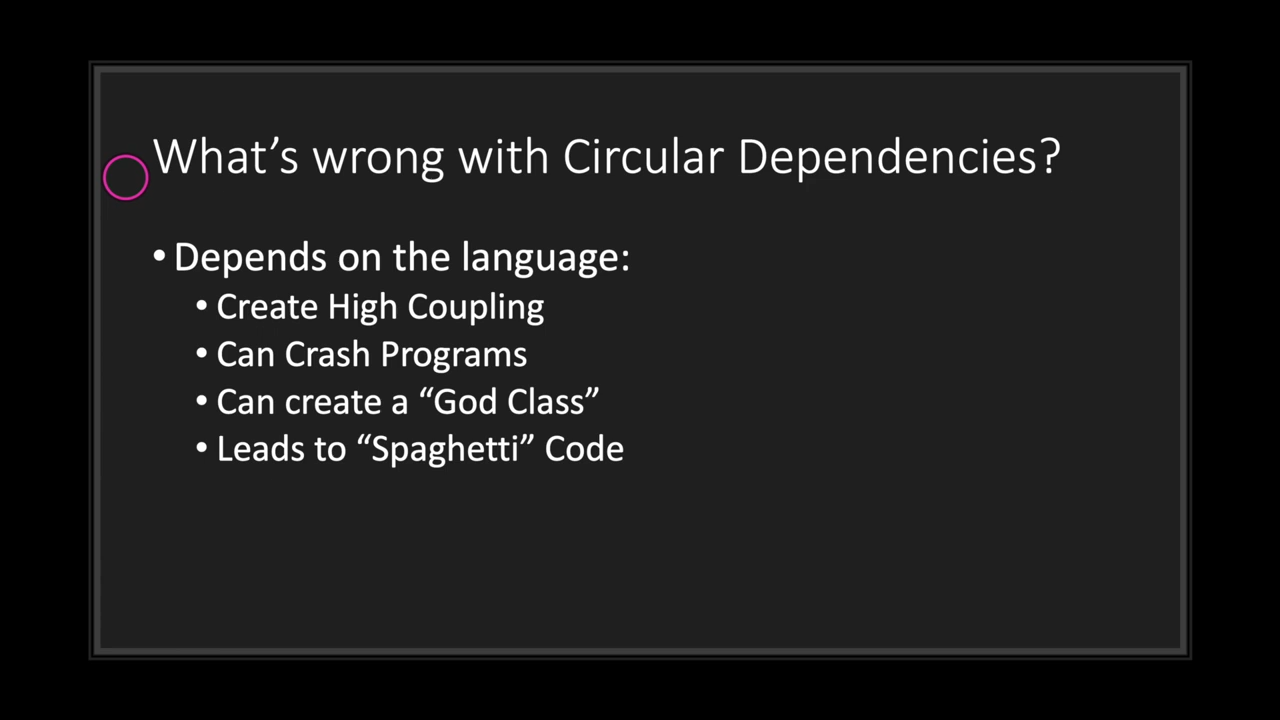 What’s wrong with Circular Dependencies?
• Depends on the language:
• Create High Coupling
• Can Crash Programs
• Can create a “God Class”
• Leads to “Spaghetti” Code